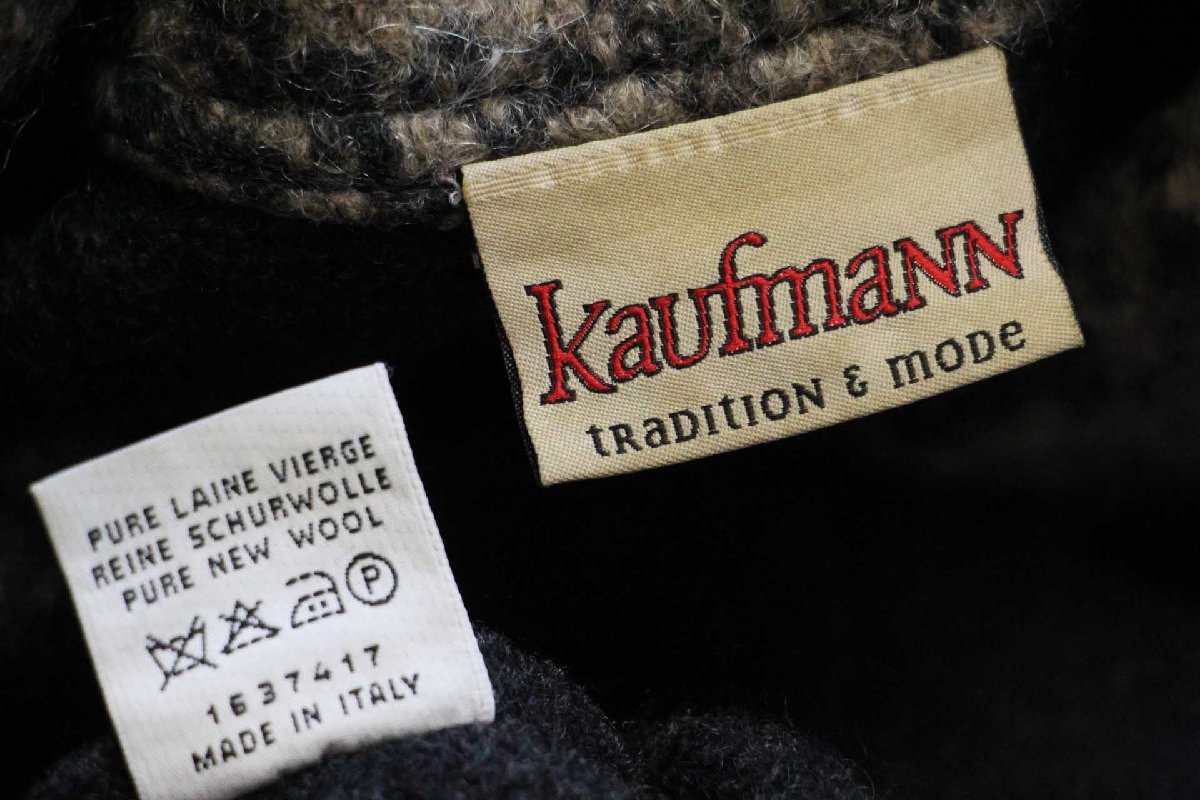 kaufmann
tradition & mode
PURE LAINE VIERGE
REINE SCHURWOLLE
PURE NEW WOOL
P
1637417
MADE IN ITALY